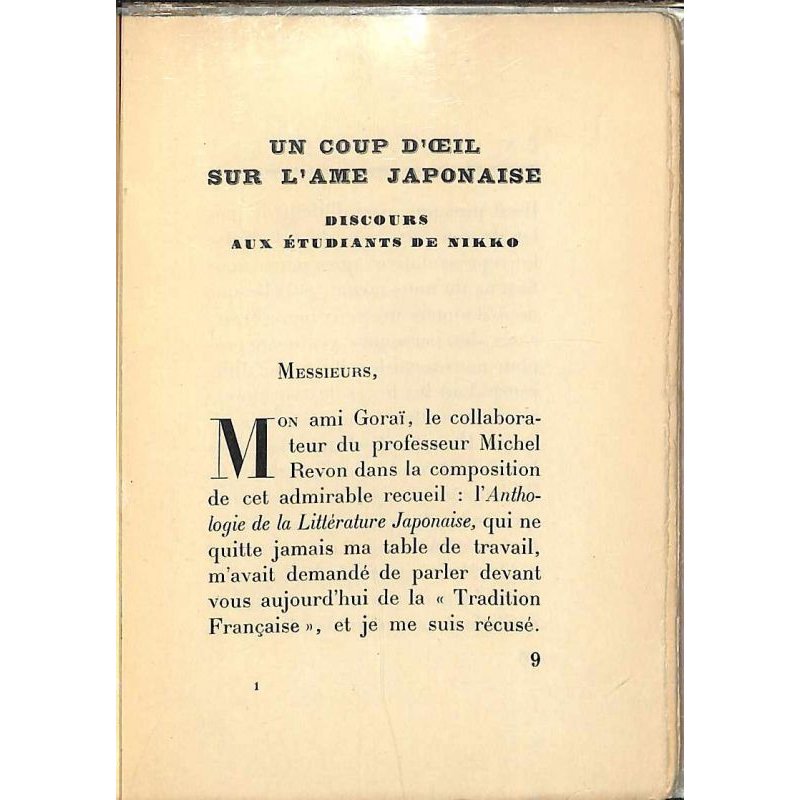 UN COUP D'ŒIL
SUR L'AME JAPONAISE
DISCOURS
AUX ÉTUDIANTS DE NIKKO
MESSIEURS,
MON ami Goraï, le collabora-
teur du professeur Michel
Revon dans la composition
de cet admirable recueil : l'Antho-
logie de la Littérature Japonaise, qui ne
quitte jamais ma table de travail,
m'avait demandé de parler devant
vous aujourd'hui de la « Tradition
Française », et je me suis récusé.
9
1